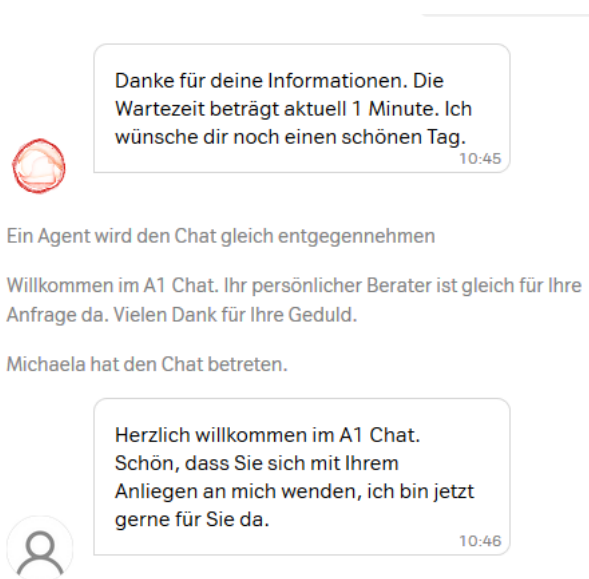 Danke für deine Informationen. Die
Wartezeit beträgt aktuell 1 Minute. Ich
wünsche dir noch einen schönen Tag.
10:45
Ein Agent wird den Chat gleich entgegennehmen
Willkommen im A1 Chat. Ihr persönlicher Berater ist gleich für Ihre
Anfrage da. Vielen Dank für Ihre Geduld.
Michaela hat den Chat betreten.
Herzlich willkommen im A1 Chat.
Schön, dass Sie sich mit Ihrem
Anliegen an mich wenden, ich bin jetzt
gerne für Sie da.
10:46